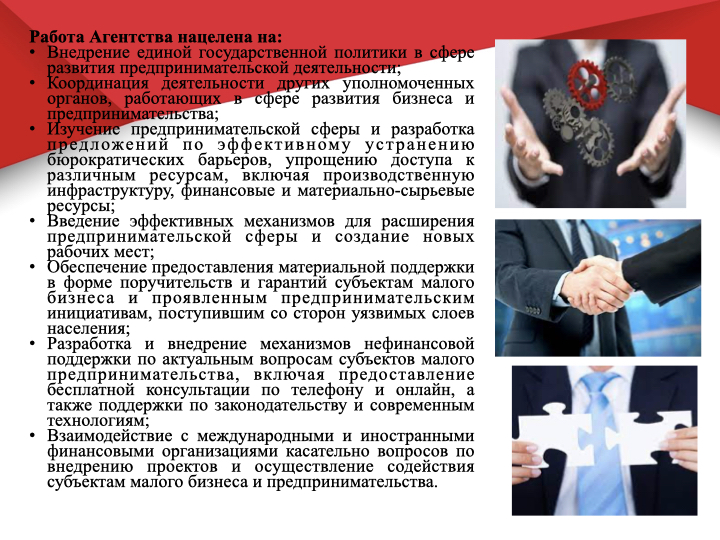 Работа Агентства нацелена на:
• Внедрение единой государственной политики в сфере
развития предпринимательской деятельности;
• Координация деятельности других уполномоченных
органов, работающих в сфере развития бизнеса и
предпринимательства;
• Изучение предпринимательской сферы и разработка
предложений по эффективному устранению
бюрократических барьеров, упрощению доступа к
различным ресурсам, включая производственную
инфраструктуру, финансовые и материально-сырьевые
ресурсы;
• Введение эффективных механизмов для расширения
предпринимательской сферы и создание новых
рабочих мест;
• Обеспечение предоставления материальной поддержки
в форме поручительств и гарантий субъектам малого
бизнеса и проявленным предпринимательским
инициативам, поступившим со сторон уязвимых слоев
населения;
• Разработка и внедрение механизмов нефинансовой
поддержки по актуальным вопросам субъектов малого
предпринимательства, включая предоставление
бесплатной консультации по телефону и онлайн, а
также поддержки по законодательству и современным
технологиям;
• Взаимодействие с международными и иностранными
финансовыми организациями касательно вопросов по
внедрению проектов и осуществление содействия
субъектам малого бизнеса и предпринимательства.